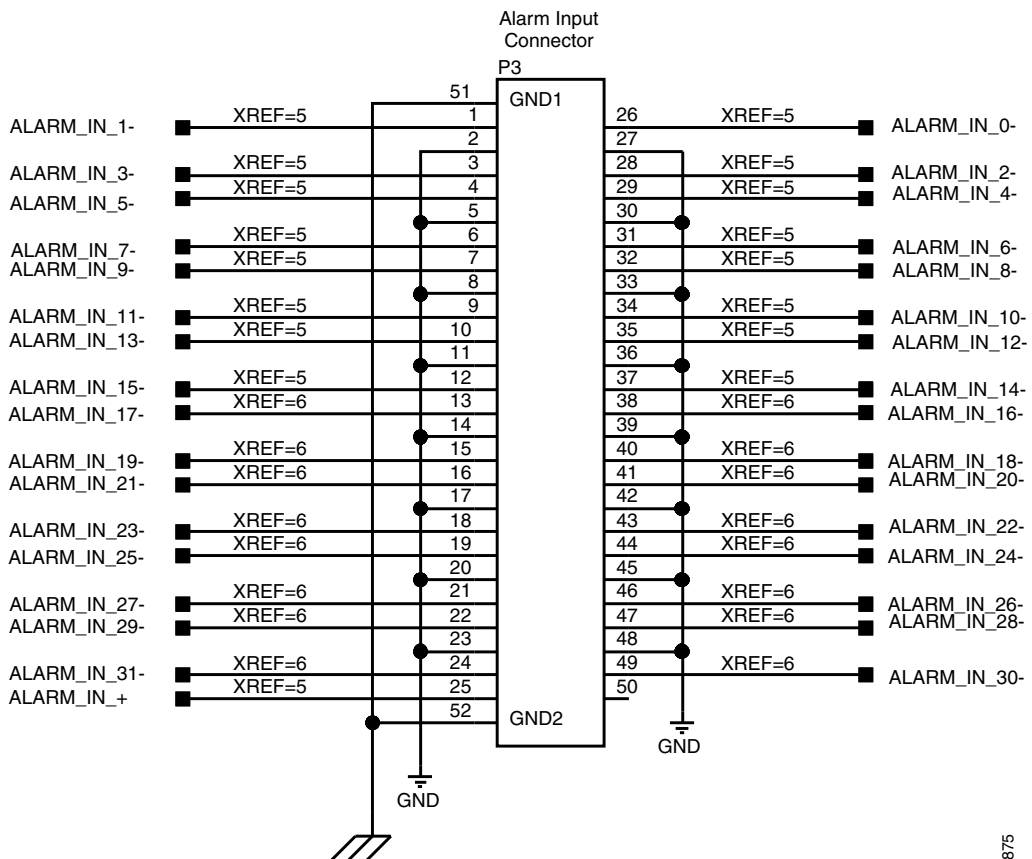 Alarm Input
Connector
P3
51 GND1
ALARM_IN_1- XREF=5 1 26 XREF=5 ALARM_IN_0-
2 27
ALARM_IN_3- XREF=5 3 28 XREF=5 ALARM_IN_2-
ALARM_IN_5- XREF=5 4 29 XREF=5 ALARM_IN_4-
5 30
ALARM_IN_7- XREF=5 6 31 XREF=5 ALARM_IN_6-
ALARM_IN_9- XREF=5 7 32 XREF=5 ALARM_IN_8-
8 33
ALARM_IN_11- XREF=5 9 34 XREF=5 ALARM_IN_10-
ALARM_IN_13- XREF=5 10 35 XREF=5 ALARM_IN_12-
11 36
ALARM_IN_15- XREF=5 12 37 XREF=5 ALARM_IN_14-
ALARM_IN_17- XREF=6 13 38 XREF=6 ALARM_IN_16-
14 39
ALARM_IN_19- XREF=6 15 40 XREF=6 ALARM_IN_18-
ALARM_IN_21- XREF=6 16 41 XREF=6 ALARM_IN_20-
17 42
ALARM_IN_23- XREF=6 18 43 XREF=6 ALARM_IN_22-
ALARM_IN_25- XREF=6 19 44 XREF=6 ALARM_IN_24-
20 45
ALARM_IN_27- XREF=6 21 46 XREF=6 ALARM_IN_26-
ALARM_IN_29- XREF=6 22 47 XREF=6 ALARM_IN_28-
23 48
ALARM_IN_31- XREF=6 24 49 XREF=6 ALARM_IN_30-
ALARM_IN_+ XREF=5 25 50
52 GND2
GND
GND
875